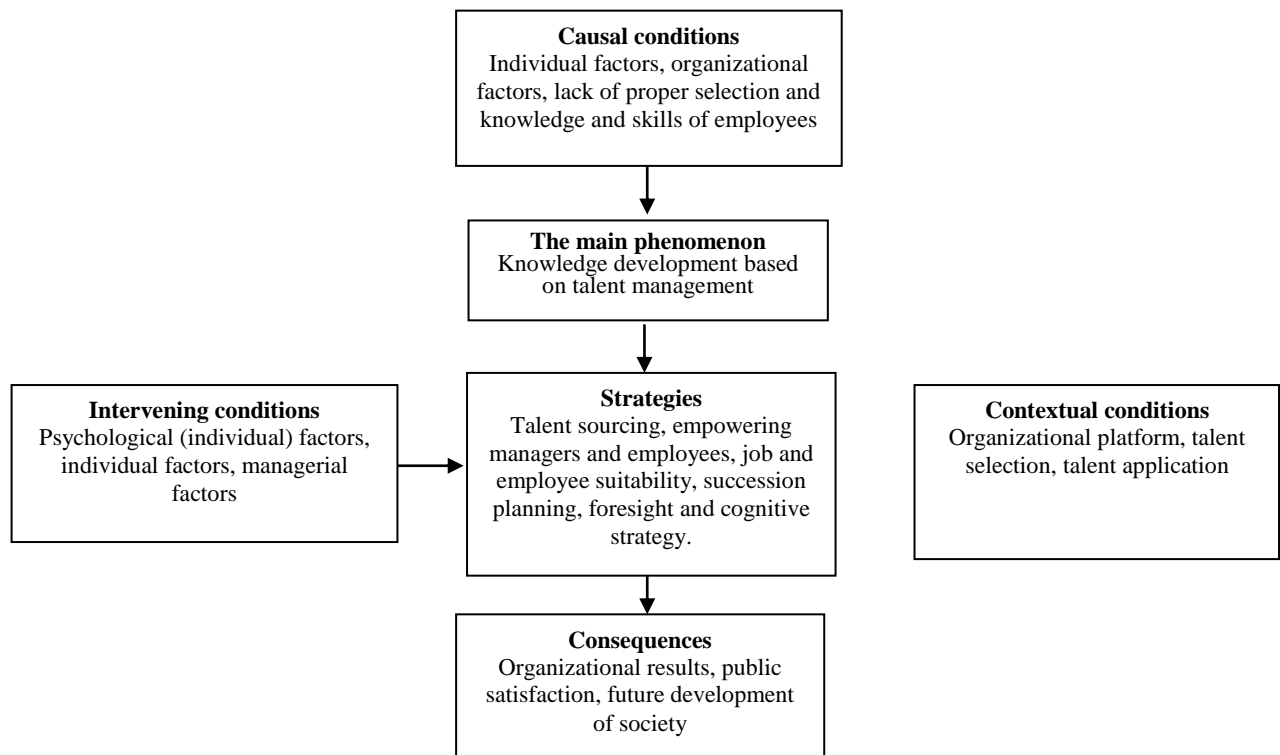 Causal conditions
Individual factors, organizational
factors, lack of proper selection and
knowledge and skills of employees
The main phenomenon
Knowledge development based
on talent management
Intervening conditions
Psychological (individual) factors,
individual factors, managerial
factors
Strategies
Talent sourcing, empowering
managers and employees, job and
employee suitability, succession
planning, foresight and cognitive
strategy.
Contextual conditions
Organizational platform, talent
selection, talent application
Consequences
Organizational results, public
satisfaction, future development
of society